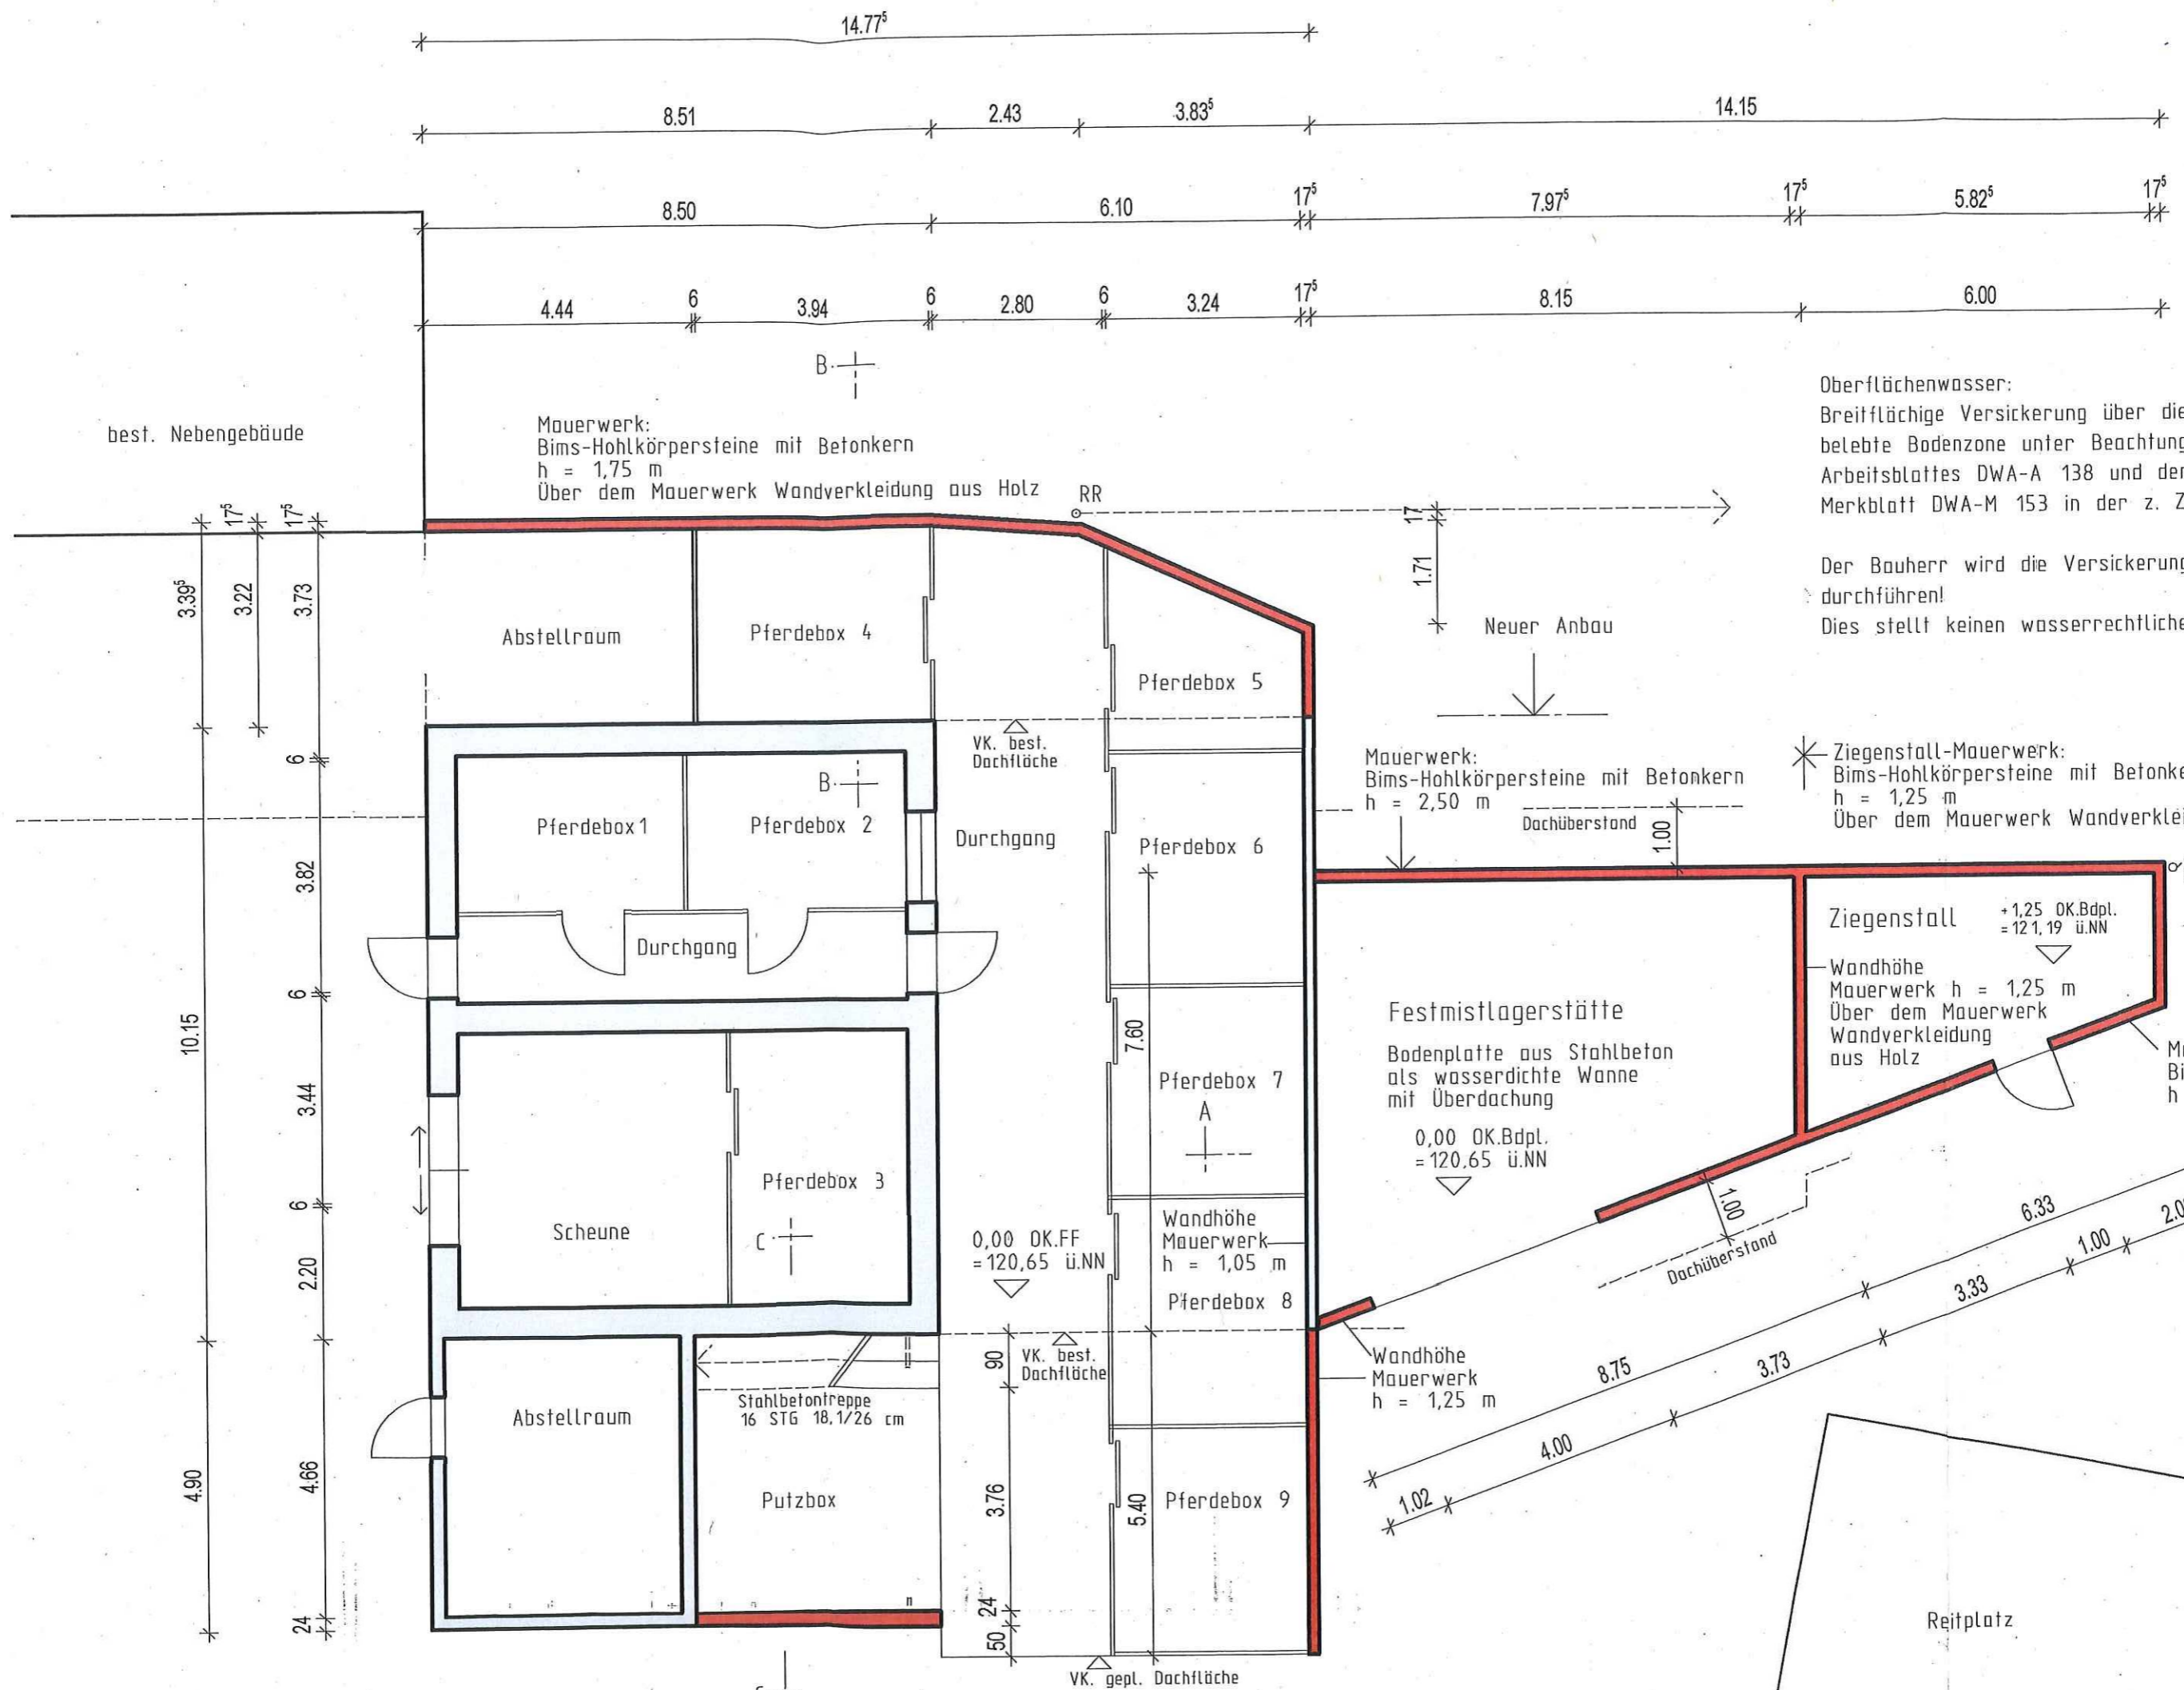 14.77⁵
8.51
2.43
3.83⁵
14.15
8.50
6.10
17⁵
7.97⁵
17⁵
5.82⁵
17⁵
4.44
6
3.94
6
2.80
6
3.24
17⁵
8.15
6.00
B
best. Nebengebäude
Mauerwerk:
Bims-Hohlkörpersteine mit Betonkern
h = 1,75 m
Über dem Mauerwerk Wandverkleidung aus Holz
RR
17
1.71
Oberflächenwasser:
Breitflächige Versickerung über die
belebte Bodenzone unter Beachtung
Arbeitsblattes DWA-A 138 und der
Merkblatt DWA-M 153 in der z. Z
Der Bauherr wird die Versickerung
durchführen!
Dies stellt keinen wasserrechtliche
Neuer Anbau
17⁵
17⁵
3.39⁵
3.22
3.73
6
3.82
6
10.15
3.44
6
2.20
4.90
4.66
24
Abstellraum
Pferdebox 4
Pferdebox 5
VK. best.
Dachfläche
Mauerwerk:
Bims-Hohlkörpersteine mit Betonkern
h = 2,50 m
Dachüberstand
1.00
Ziegenstall-Mauerwerk:
Bims-Hohlkörpersteine mit Betonke
h = 1,25 m
Über dem Mauerwerk Wandverklei
B
Pferdebox 1
Pferdebox 2
Durchgang
Pferdebox 6
Durchgang
Ziegenstall
+1,25 OK.Bdpl.
=121,19 ü.NN
Wandhöhe
Mauerwerk h = 1,25 m
Über dem Mauerwerk
Wandverkleidung
aus Holz
M
Bi
h
Festmistlagerstätte
Bodenplatte aus Stahlbeton
als wasserdichte Wanne
mit Überdachung
0,00 OK.Bdpl.
=120,65 ü.NN
7.60
Pferdebox 7
A
Pferdebox 3
C
Scheune
0,00 OK.FF
=120,65 ü.NN
Wandhöhe
Mauerwerk
h = 1,05 m
Pferdebox 8
1.00
Dachüberstand
6.33
2.0
1.00
3.33
8.75
3.73
4.00
1.02
VK. best.
Dachfläche
90
Wandhöhe
Mauerwerk
h = 1,25 m
Stahlbetontreppe
16 STG 18,1/26 cm
Abstellraum
Putzbox
3.76
5.40
Pferdebox 9
24
50
VK. gepl. Dachfläche
Reitplatz